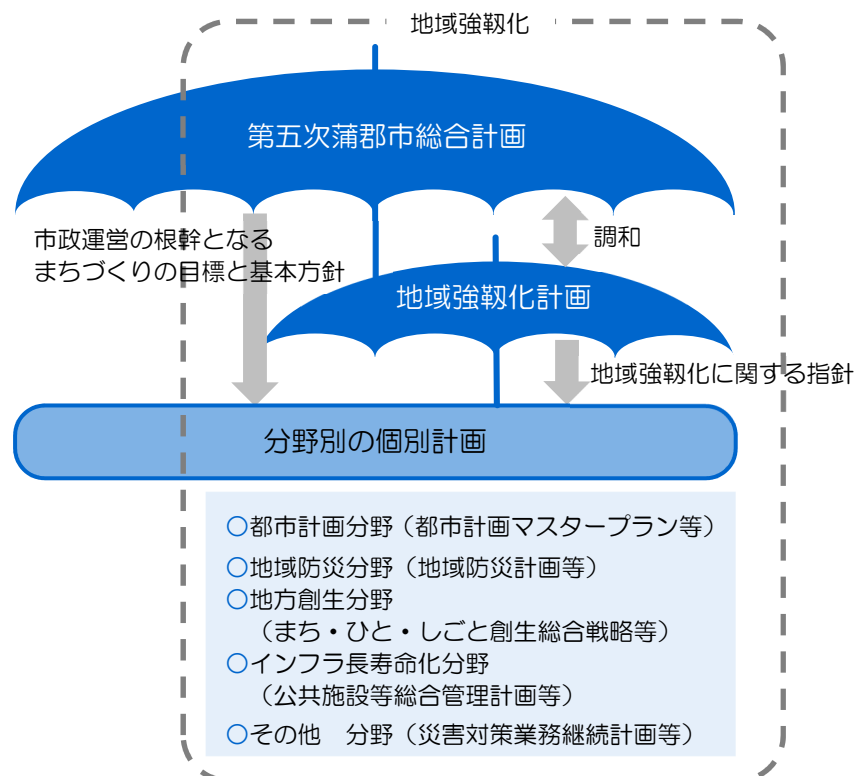 地域強靱化
第五次蒲郡市総合計画
市政運営の根幹となる
まちづくりの目標と基本方針
調和
地域強靱化計画
地域強靱化に関する指針
分野別の個別計画
○都市計画分野（都市計画マスタープラン等）
○地域防災分野（地域防災計画等）
○地方創生分野
（まち・ひと・しごと創生総合戦略等）
○インフラ長寿命化分野
（公共施設等総合管理計画等）
○その他　分野（災害対策業務継続計画等）